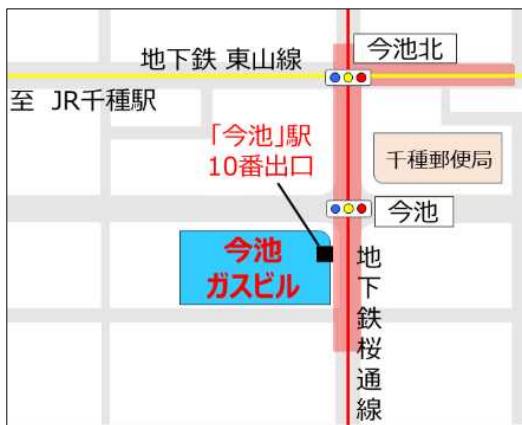 地下鉄 東山線
今池北
至 JR千種駅
「今池」駅
10番出口
千種郵便局
今池
今池
ガスビル
地下鉄桜通線